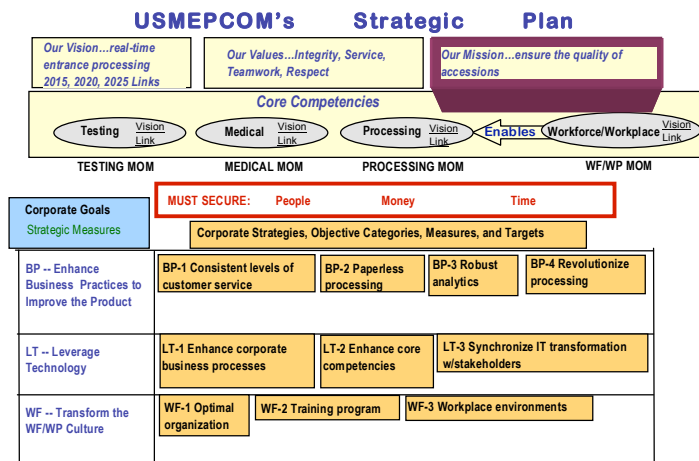 USMEPCOM's Strategic Plan
Our Vision…real-time
entrance processing
2015, 2020, 2025 Links
Our Values…Integrity, Service,
Teamwork, Respect
Our Mission…ensure the quality of
accessions
Core Competencies
Testing
Vision
Link
Medical
Vision
Link
Processing
Vision
Link
Enables
Workforce/Workplace
Vision
Link
TESTING MOM
MEDICAL MOM
PROCESSING MOM
WF/WP MOM
MUST SECURE: People Money Time
Corporate Goals
Strategic Measures
Corporate Strategies, Objective Categories, Measures, and Targets
BP -- Enhance
Business Practices to
Improve the Product
BP-1 Consistent levels of
customer service
BP-2 Paperless
processing
BP-3 Robust
analytics
BP-4 Revolutionize
processing
LT -- Leverage
Technology
LT-1 Enhance corporate
business processes
LT-2 Enhance core
competencies
LT-3 Synchronize IT transformation
w/stakeholders
WF -- Transform the
WF/WP Culture
WF-1 Optimal
organization
WF-2 Training program
WF-3 Workplace environments